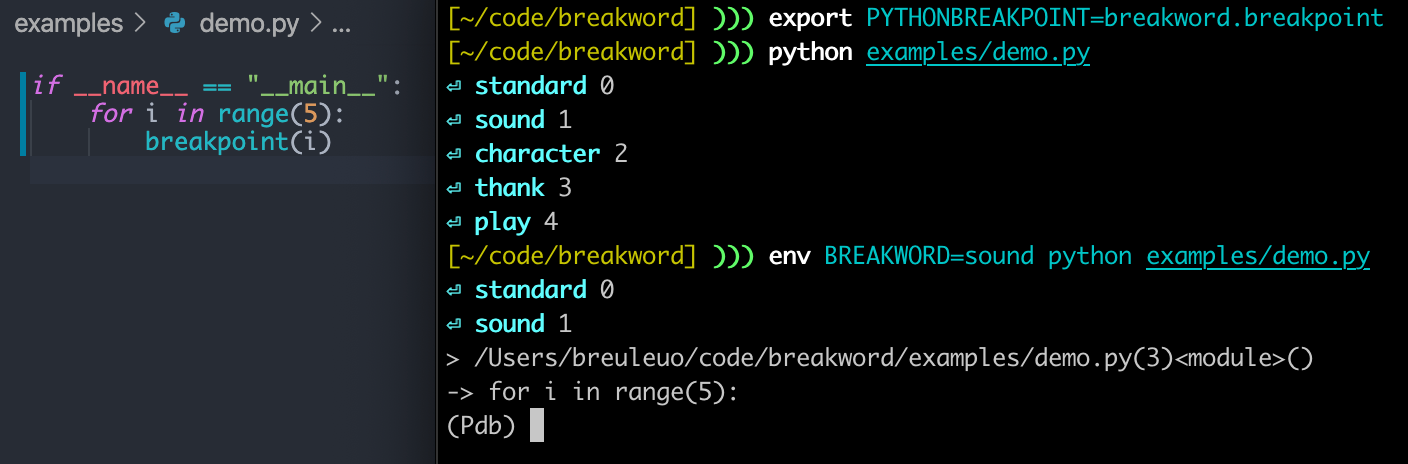 examples > demo.py > ...
if __name__ == "__main__":
    for i in range(5):
        breakpoint(i)
[~/code/breakword] ))) export PYTHONBREAKPOINT=breakword.breakpoint
[~/code/breakword] ))) python examples/demo.py
⏎ standard 0
⏎ sound 1
⏎ character 2
⏎ thank 3
⏎ play 4
[~/code/breakword] ))) env BREAKWORD=sound python examples/demo.py
⏎ standard 0
⏎ sound 1
> /Users/breuleuo/code/breakword/examples/demo.py(3)<module>()
-> for i in range(5):
(Pdb)